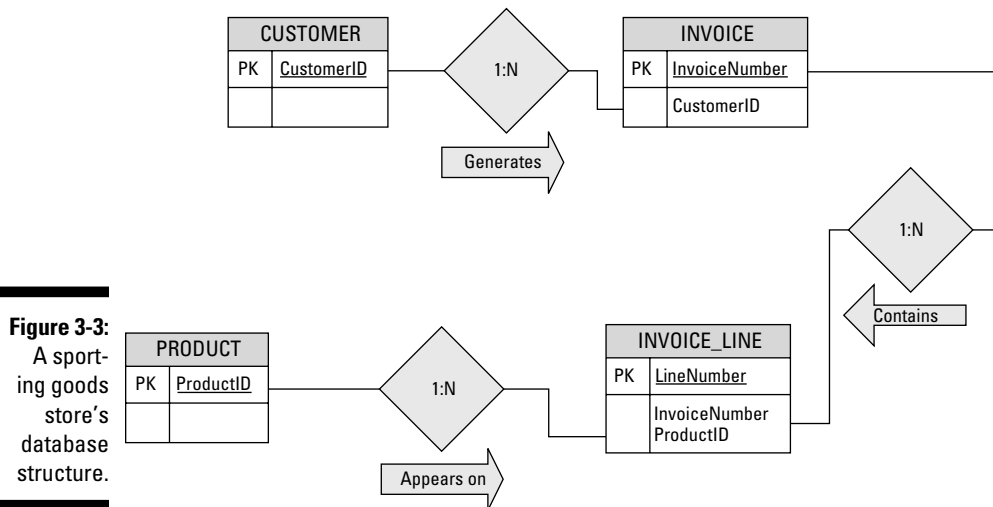 CUSTOMER
PK CustomerID
1:N
Generates
INVOICE
PK InvoiceNumber
CustomerID
1:N
Contains
Figure 3-3:
A sport-
ing goods
store's
database
structure.
PRODUCT
PK ProductID
1:N
Appears on
INVOICE_LINE
PK LineNumber
InvoiceNumber
ProductID